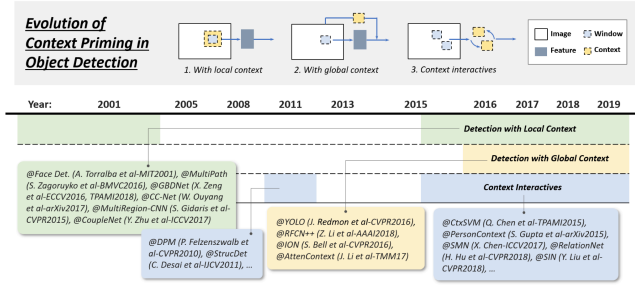 Evolution of
Context Priming in
Object Detection
1. With local context
2. With global context
3. Context interactives
Image
Window
Feature
Context
Year: 2001 2005 2008 2011 2013 2015 2016 2017 2018 2019
Detection with Local Context
Detection with Global Context
Context Interactives
@Face Det. (A. Torralba et al-MIT2001), @MultiPath
(S. Zagoruyko et al-BMVC2016), @GBDNet (X. Zeng
et al-ECCV2016, TPAMI2018), @CC-Net (W. Ouyang
et al-arXiv2017), @MultiRegion-CNN (S. Gidaris et al-
CVPR2015), @CoupleNet (Y. Zhu et al-ICCV2017)
@DPM (P. Felzenszwalb et al-
CVPR2010), @StrucDet
(C. Desai et al-IJCV2011), ...
@YOLO (J. Redmon et al-CVPR2016),
@RFCN++ (Z. Li et al-AAAI2018),
@ION (S. Bell et al-CVPR2016),
@AttenContext (J. Li et al-TMM17)
@CtxSVM (Q. Chen et al-TPAMI2015),
@PersonContext (S. Gupta et al-arXiv2015),
@SMN (X. Chen et al-ICCV2017), @RelationNet
(H. Hu et al-CVPR2018), @SIN (Y. Liu et al-
CVPR2018), ...